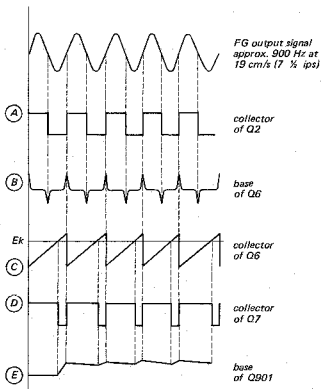 FG output signal
approx. 900 Hz at
19 cm/s (7 ½ ips)
A
collector
of Q2
B
base
of Q6
Ek
collector
of Q6
C
D
collector
of Q7
E
base
of Q901